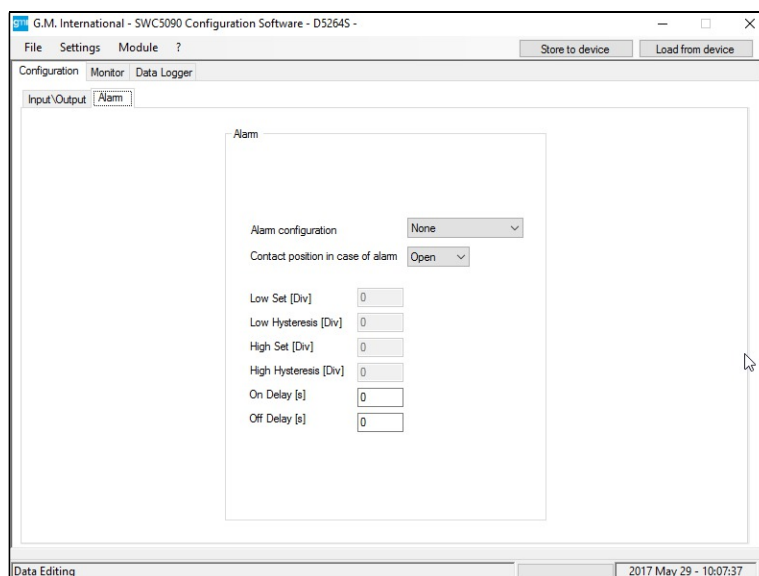 gmi G.M. International - SWC5090 Configuration Software - D5264S -
File Settings Module ? Store to device Load from device
Configuration Monitor Data Logger
Input\Output Alarm
Alarm
Alarm configuration None
Contact position in case of alarm Open
Low Set [Div] 0
Low Hysteresis [Div] 0
High Set [Div] 0
High Hysteresis [Div] 0
On Delay [s] 0
Off Delay [s] 0
Data Editing 2017 May 29 - 10:07:37